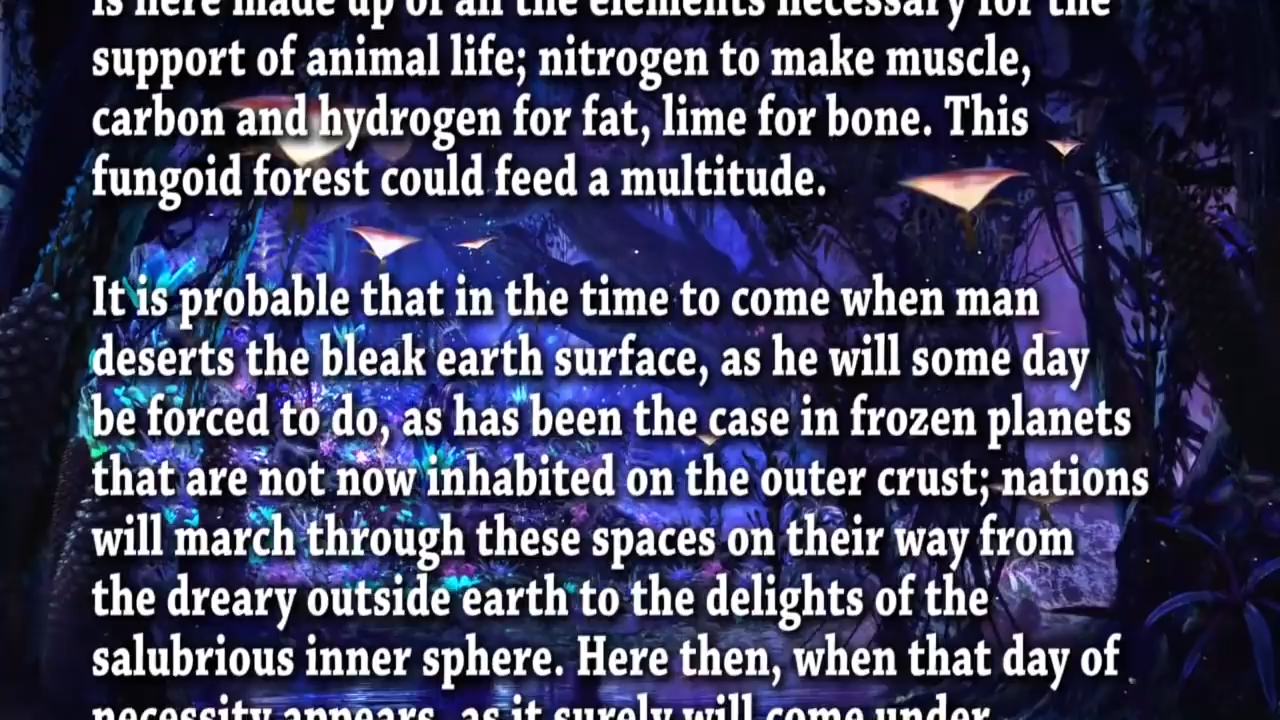 is here made up of all the elements necessary for the
support of animal life; nitrogen to make muscle,
carbon and hydrogen for fat, lime for bone. This
fungoid forest could feed a multitude.
It is probable that in the time to come when man
deserts the bleak earth surface, as he will some day
be forced to do, as has been the case in frozen planets
that are not now inhabited on the outer crust; nations
will march through these spaces on their way from
the dreary outside earth to the delights of the
salubrious inner sphere. Here then, when that day of
necessity appears, as it surely will come under